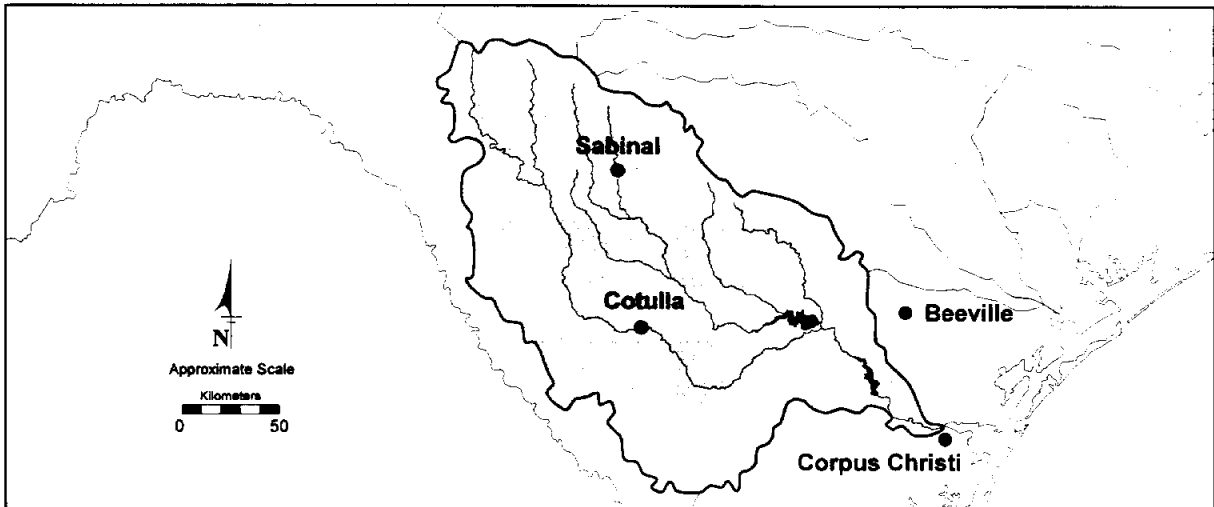 Sabinal
Cotulla
Beeville
N
Approximate Scale
Kilometers
0 50
Corpus Christi